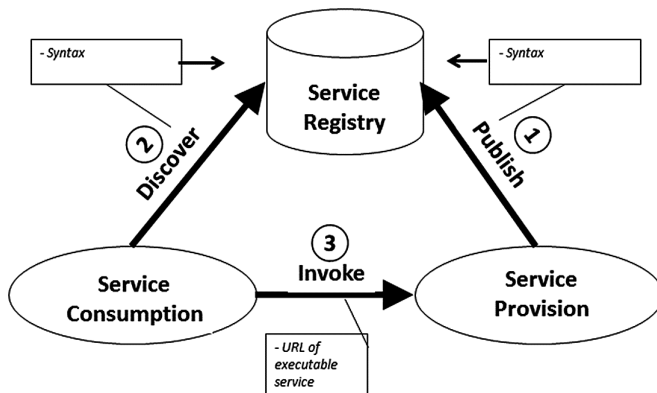 - Syntax
- Syntax
Service
Registry
2
Discover
1
Publish
3
Invoke
Service
Consumption
Service
Provision
- URL of
executable
service